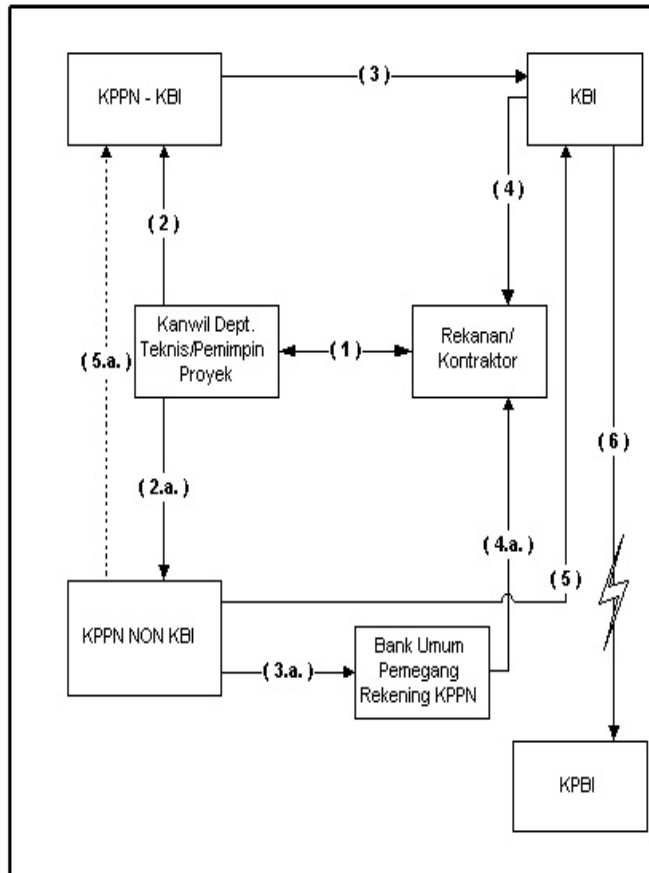 KPPN - KBI
( 3 )
KBI
( 2 )
( 4 )
Kanwil Dept.
Teknis/Pemimpin
Proyek
( 1 )
Rekanan/
Kontraktor
( 5.a. )
( 6 )
( 2.a. )
( 4.a. )
( 5 )
KPPN NON KBI
( 3.a. )
Bank Umum
Pemegang
Rekening KPPN
KPBI